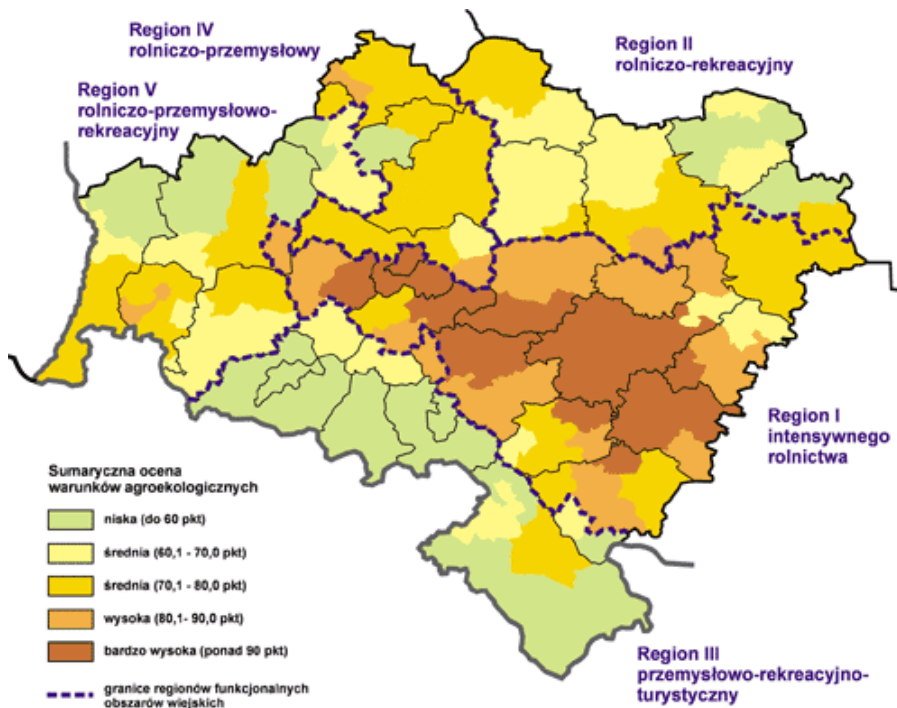 Region IV
rolniczo-przemysłowy
Region II
rolniczo-rekreacyjny
Region V
rolniczo-przemysłowo-
rekreacyjny
Region I
intensywnego
rolnictwa
Sumaryczna ocena
warunków agroekologicznych
niska (do 60 pkt)
średnia (60,1 - 70,0 pkt)
średnia (70,1 - 80,0 pkt)
wysoka (80,1- 90,0 pkt)
bardzo wysoka (ponad 90 pkt)
granice regionów funkcjonalnych
obszarów wiejskich
Region III
przemysłowo-rekreacyjno-
turystyczny